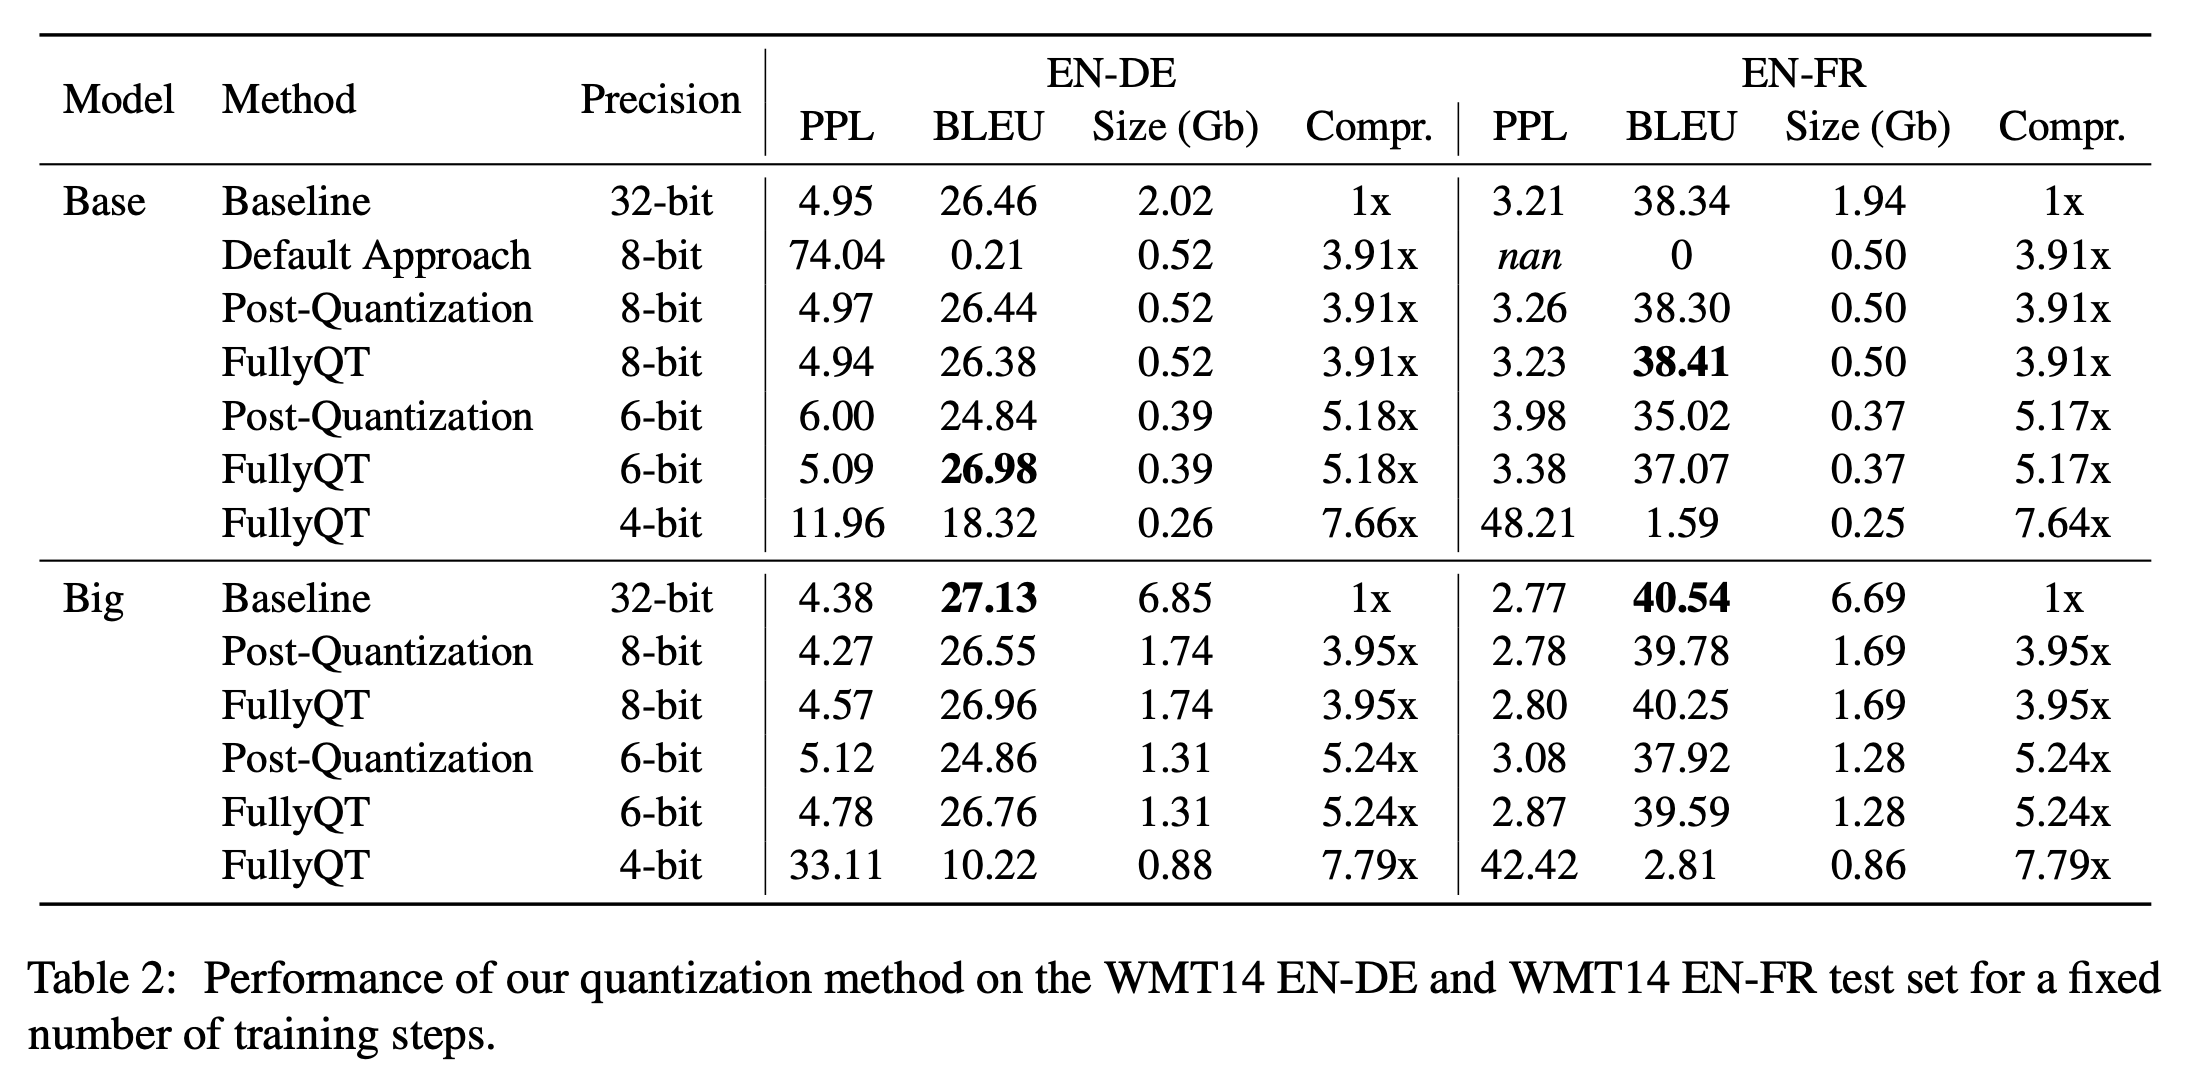 EN-DE EN-FR
Model Method Precision
PPL BLEU Size (Gb) Compr. PPL BLEU Size (Gb) Compr.
Base Baseline 32-bit 4.95 26.46 2.02 1x 3.21 38.34 1.94 1x
Default Approach 8-bit 74.04 0.21 0.52 3.91x nan 0 0.50 3.91x
Post-Quantization 8-bit 4.97 26.44 0.52 3.91x 3.26 38.30 0.50 3.91x
FullyQT 8-bit 4.94 26.38 0.52 3.91x 3.23 38.41 0.50 3.91x
Post-Quantization 6-bit 6.00 24.84 0.39 5.18x 3.98 35.02 0.37 5.17x
FullyQT 6-bit 5.09 26.98 0.39 5.18x 3.38 37.07 0.37 5.17x
FullyQT 4-bit 11.96 18.32 0.26 7.66x 48.21 1.59 0.25 7.64x
Big Baseline 32-bit 4.38 27.13 6.85 1x 2.77 40.54 6.69 1x
Post-Quantization 8-bit 4.27 26.55 1.74 3.95x 2.78 39.78 1.69 3.95x
FullyQT 8-bit 4.57 26.96 1.74 3.95x 2.80 40.25 1.69 3.95x
Post-Quantization 6-bit 5.12 24.86 1.31 5.24x 3.08 37.92 1.28 5.24x
FullyQT 6-bit 4.78 26.76 1.31 5.24x 2.87 39.59 1.28 5.24x
FullyQT 4-bit 33.11 10.22 0.88 7.79x 42.42 2.81 0.86 7.79x
Table 2: Performance of our quantization method on the WMT14 EN-DE and WMT14 EN-FR test set for a fixed
number of training steps.